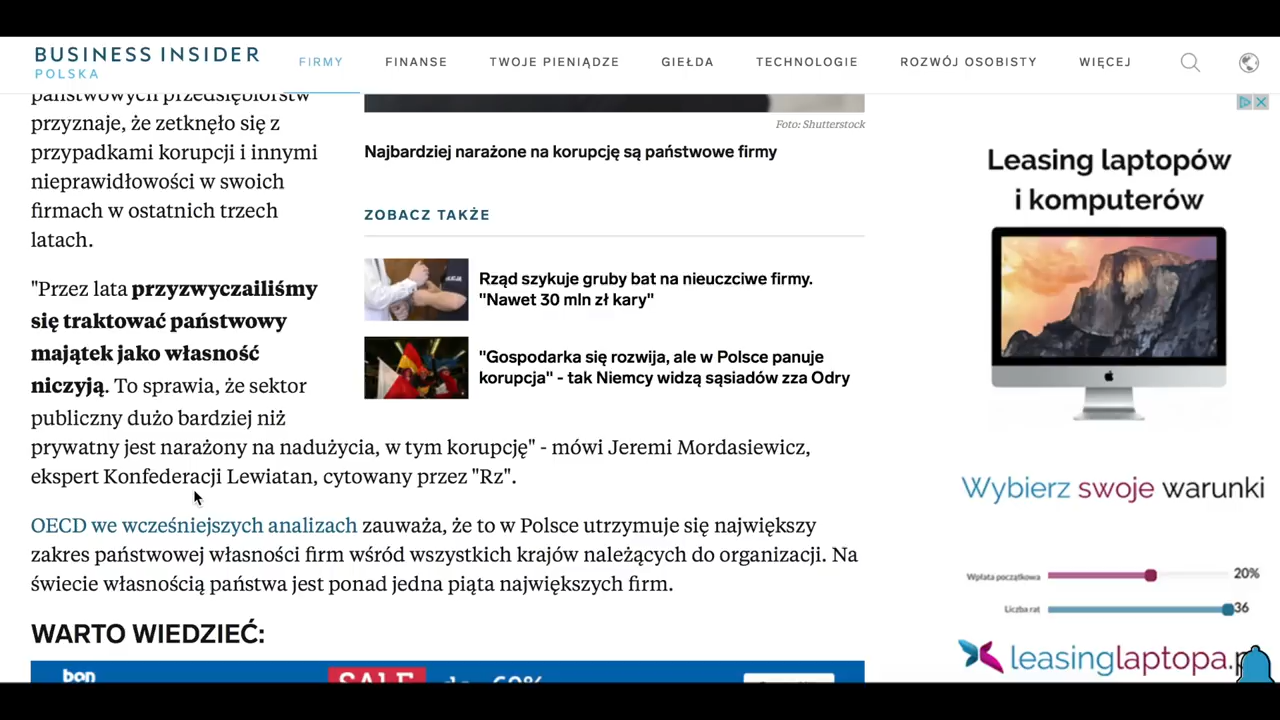 BUSINESS INSIDER
POLSKA
FIRMY
FINANSE
TWOJE PIENIĄDZE
GIEŁDA
TECHNOLOGIE
ROZWÓJ OSOBISTY
WIĘCEJ
państwowych przedsiębiorstw
przyznaje, że zetknęło się z
przypadkami korupcji i innymi
nieprawidłowości w swoich
firmach w ostatnich trzech
latach.
"Przez lata przyzwyczailiśmy
się traktować państwowy
majątek jako własność
niczyją. To sprawia, że sektor
publiczny dużo bardziej niż
prywatny jest narażony na nadużycia, w tym korupcję" - mówi Jeremi Mordasiewicz,
ekspert Konfederacji Lewiatan, cytowany przez "Rz".
OECD we wcześniejszych analizach zauważa, że to w Polsce utrzymuje się największy
zakres państwowej własności firm wśród wszystkich krajów należących do organizacji. Na
świecie własnością państwa jest ponad jedna piąta największych firm.
WARTO WIEDZIEĆ:
bon
SALE do -60%
Foto: Shutterstock
Najbardziej narażone na korupcję są państwowe firmy
ZOBACZ TAKŻE
Rząd szykuje gruby bat na nieuczciwe firmy.
"Nawet 30 mln zł kary"
"Gospodarka się rozwija, ale w Polsce panuje
korupcja" - tak Niemcy widzą sąsiadów zza Odry
Leasing laptopów
i komputerów
Wybierz swoje warunki
Wpłata początkowa 20%
Liczba rat 36
leasinglaptopa.p